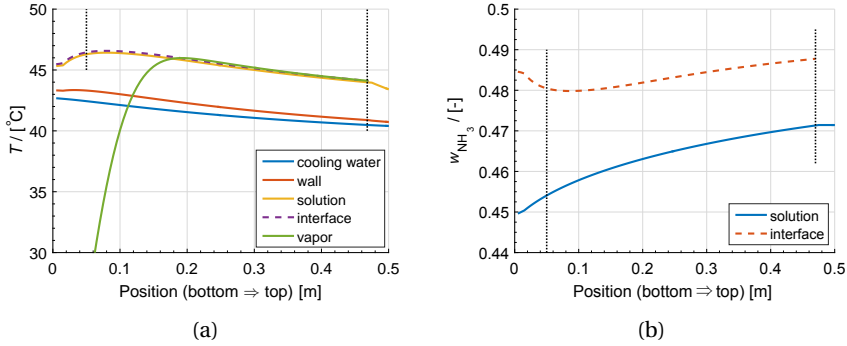 50
45
40
35
30
T / [°C]
cooling water
wall
solution
interface
vapor
0 0.1 0.2 0.3 0.4 0.5
Position (bottom ⇒ top) [m]
(a)
0.5
0.49
0.48
0.47
0.46
0.45
0.44
w_NH_3 / [-]
solution
interface
0 0.1 0.2 0.3 0.4 0.5
Position (bottom ⇒ top) [m]
(b)